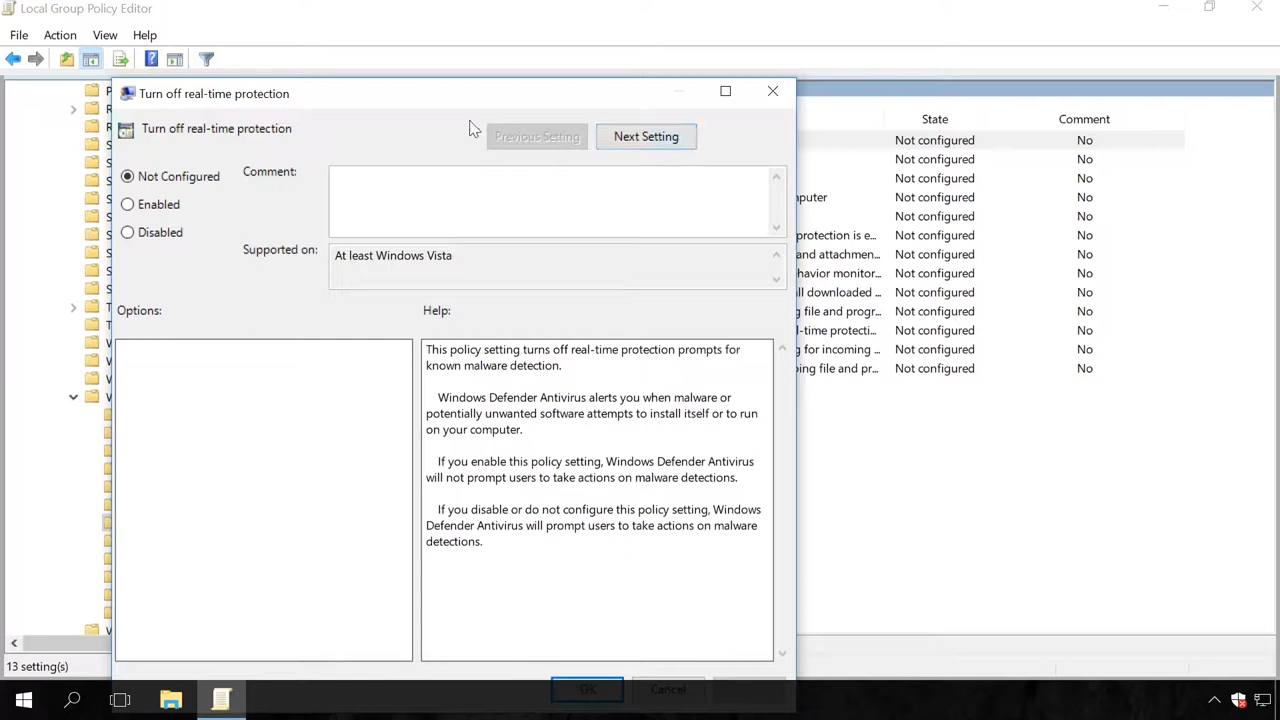 Local Group Policy Editor
File Action View Help
Turn off real-time protection
Turn off real-time protection
Previous Setting Next Setting
Not Configured
Enabled
Disabled
Comment:
Supported on:
At least Windows Vista
Options:
Help:
This policy setting turns off real-time protection prompts for
known malware detection.
Windows Defender Antivirus alerts you when malware or
potentially unwanted software attempts to install itself or to run
on your computer.
If you enable this policy setting, Windows Defender Antivirus
will not prompt users to take actions on malware detections.
If you disable or do not configure this policy setting, Windows
Defender Antivirus will prompt users to take actions on malware
detections.
OK Cancel
State Comment
Not configured No
Not configured No
Not configured No
Not configured No
Not configured No
protection is e... Not configured No
and attachmen... Not configured No
Not configured No
downloaded ... Not configured No
file and progr... Not configured No
Not configured No
for incoming ... Not configured No
file and pr... Not configured No
13 setting(s)